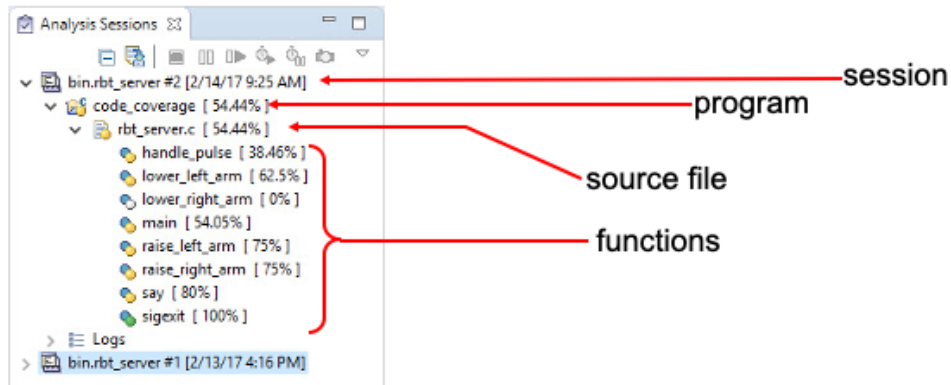 Analysis Sessions
bin.rbt_server #2 [2/14/17 9:25 AM]
session
code_coverage [ 54.44% ]
program
rbt_server.c [ 54.44% ]
source file
handle_pulse [ 38.46% ]
lower_left_arm [ 62.5% ]
lower_right_arm [ 0% ]
main [ 54.05% ]
raise_left_arm [ 75% ]
raise_right_arm [ 75% ]
say [ 80% ]
sigexit [ 100% ]
functions
Logs
bin.rbt_server #1 [2/13/17 4:16 PM]